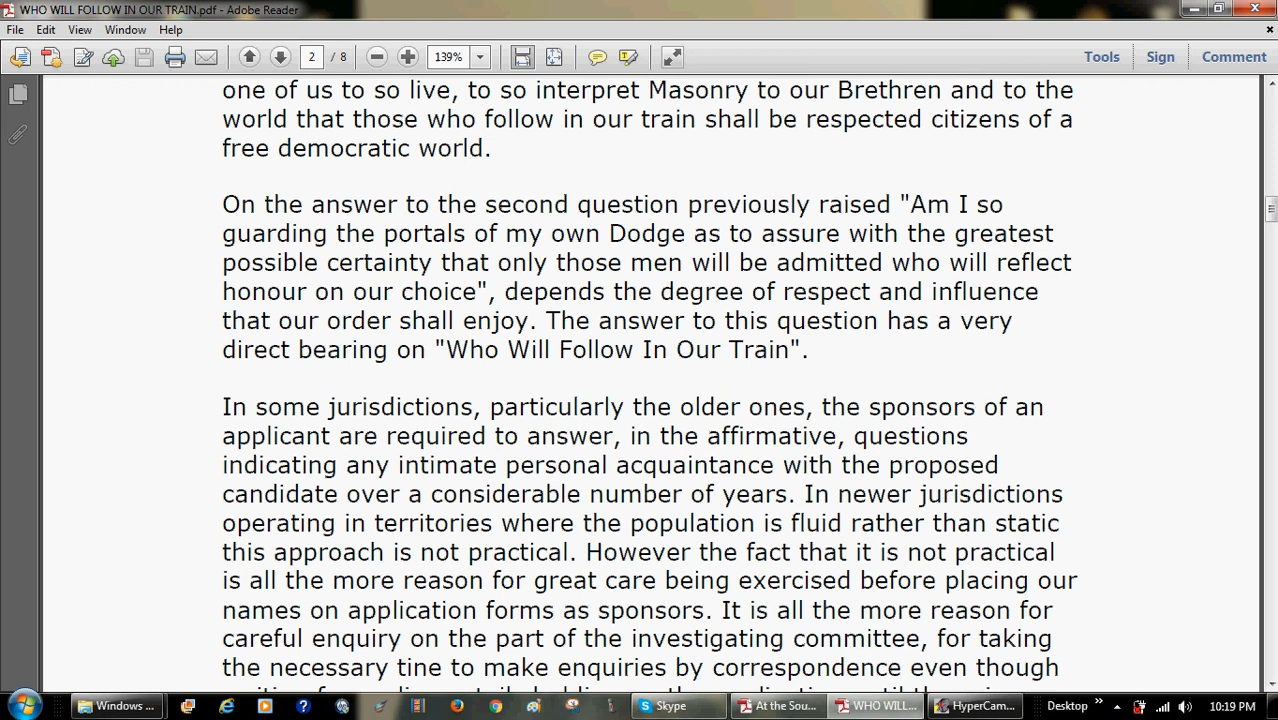 WHO WILL FOLLOW IN OUR TRAIN.pdf - Adobe Reader
File Edit View Window Help
2 / 8 139% Tools Sign Comment
one of us to so live, to so interpret Masonry to our Brethren and to the
world that those who follow in our train shall be respected citizens of a
free democratic world.
On the answer to the second question previously raised "Am I so
guarding the portals of my own Dodge as to assure with the greatest
possible certainty that only those men will be admitted who will reflect
honour on our choice", depends the degree of respect and influence
that our order shall enjoy. The answer to this question has a very
direct bearing on "Who Will Follow In Our Train".
In some jurisdictions, particularly the older ones, the sponsors of an
applicant are required to answer, in the affirmative, questions
indicating any intimate personal acquaintance with the proposed
candidate over a considerable number of years. In newer jurisdictions
operating in territories where the population is fluid rather than static
this approach is not practical. However the fact that it is not practical
is all the more reason for great care being exercised before placing our
names on application forms as sponsors. It is all the more reason for
careful enquiry on the part of the investigating committee, for taking
the necessary tine to make enquiries by correspondence even though
Windows ... Skype At the Sou... WHO WILL... HyperCam... Desktop 10:19 PM